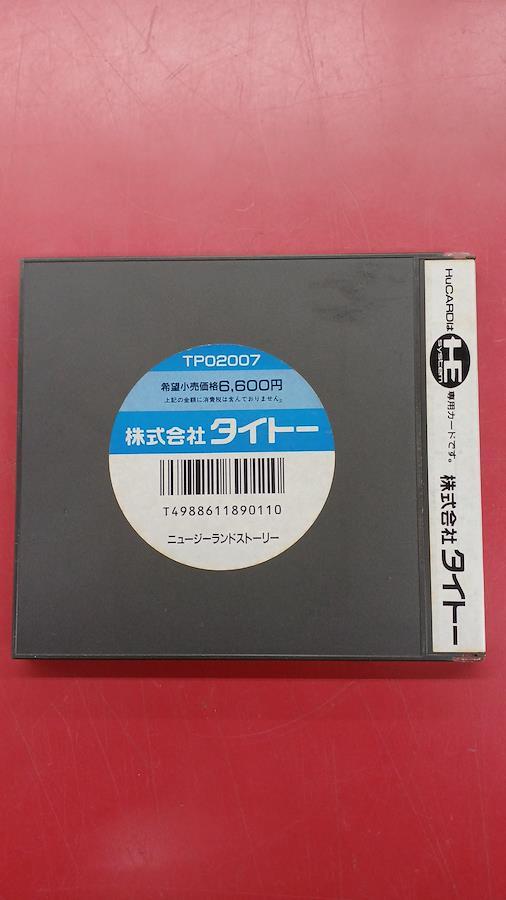 TP02007
希望小売価格6,600円
上記の金額に消費税は含んでおりません。
株式会社 タイトー
T4988611890110
ニュージーランドストーリー
HuCARDは HE system 専用カードです。 株式会社 タイトー